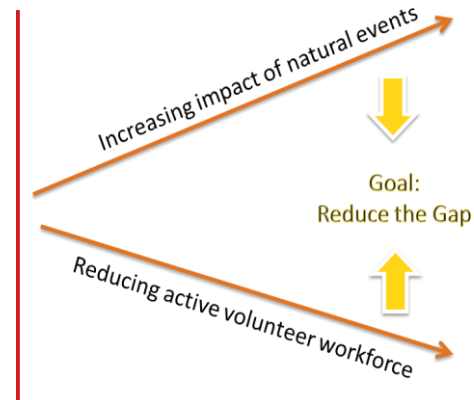 Increasing impact of natural events
Goal:
Reduce the Gap
Reducing active volunteer workforce